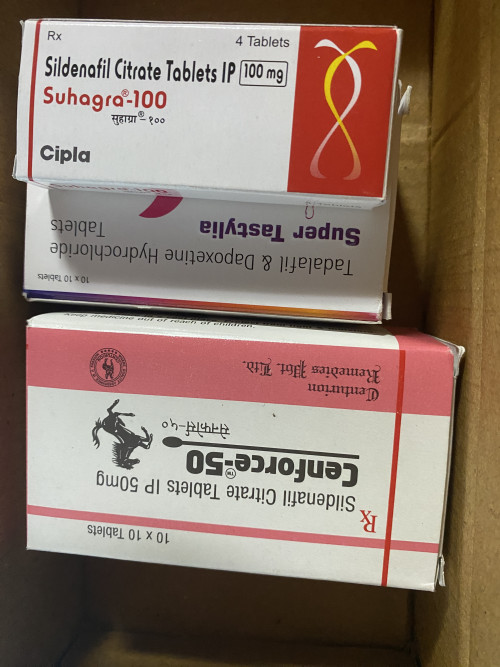 Rx
4 Tablets
Sildenafil Citrate Tablets IP 100 mg
Suhagra®-100
सुहाग्रा®-१००
Cipla
10 x 10 Tablets
Tadalafil & Dapoxetine Hydrochloride
Tablets
Super Tastylia
Keep medicine out of reach of children.
10 x 10 Tablets
Rx
Sildenafil Citrate Tablets IP 50mg
Cenforce™-50
सेनफोर्स-५०
Centurion
Remedies Pvt. Ltd.